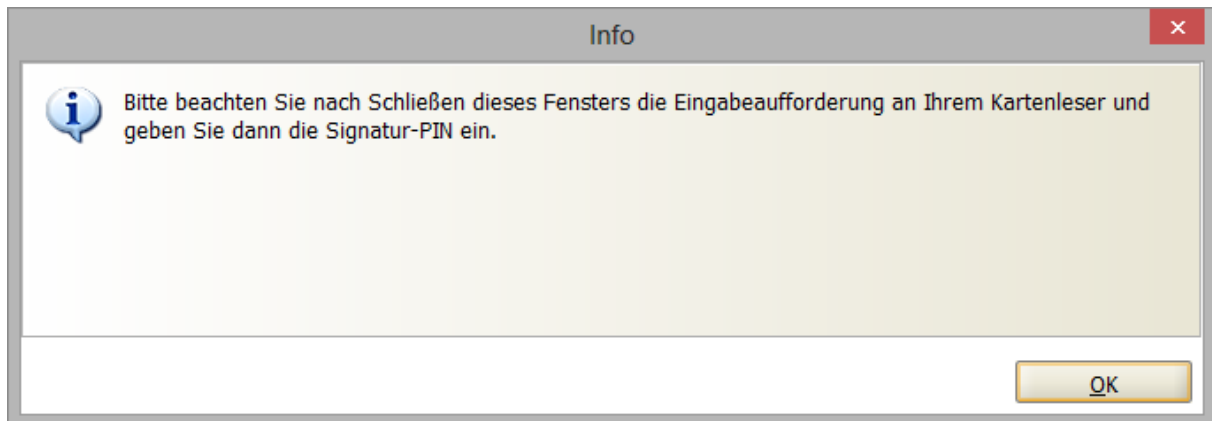 Info
Bitte beachten Sie nach Schließen dieses Fensters die Eingabeaufforderung an Ihrem Kartenleser und
geben Sie dann die Signatur-PIN ein.
OK